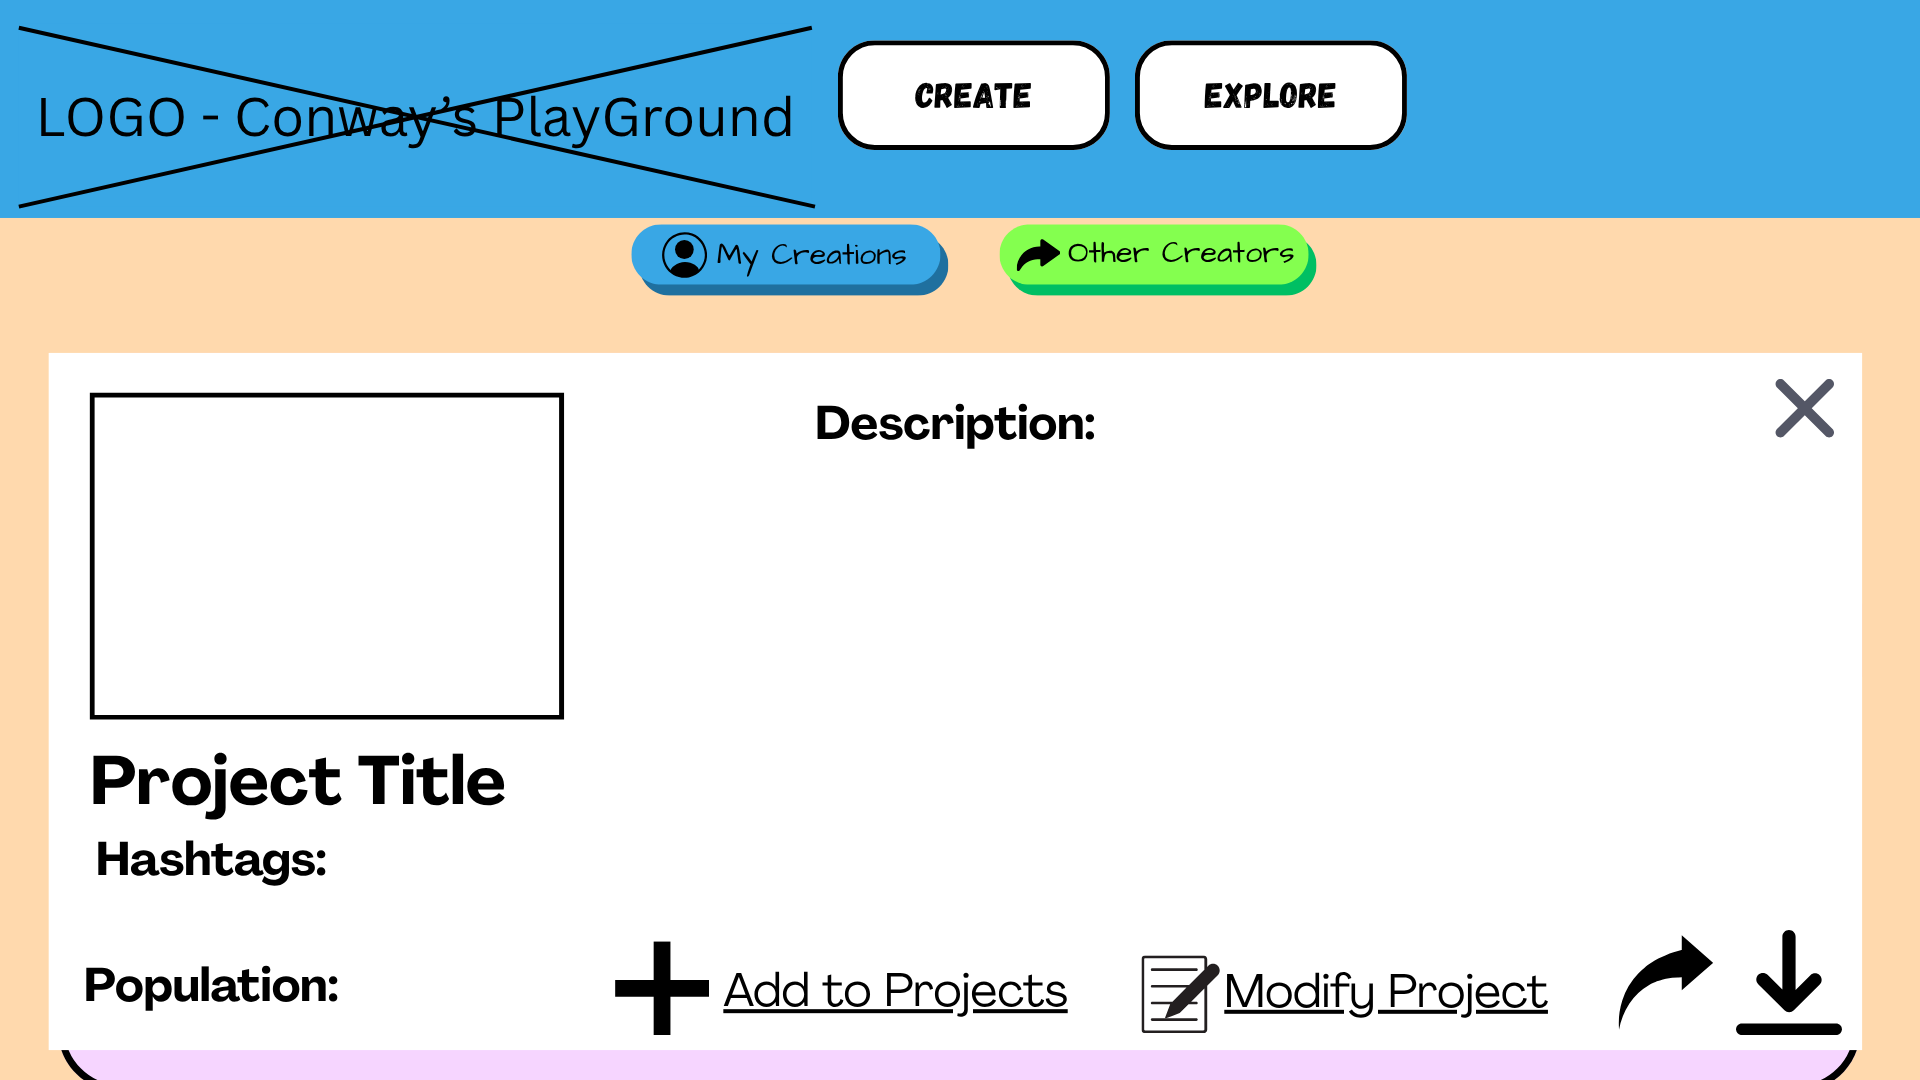 LOGO - Conway's PlayGround
CREATE
EXPLORE
My Creations
Other Creators
Description:
Project Title
Hashtags:
Population:
Add to Projects
Modify Project